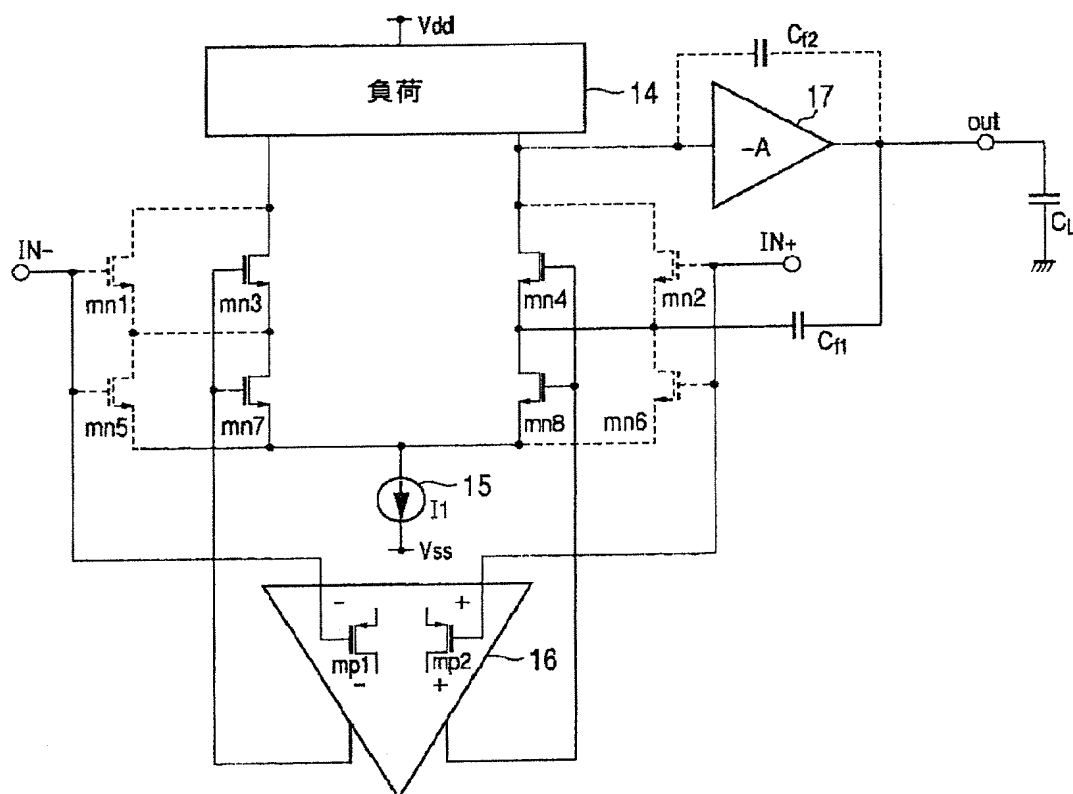 Vdd
負荷
14
Cf2
17
-A
out
CL
IN-
IN+
mn1
mn3
mn4
mn2
Cf1
mn5
mn7
mn8
mn6
15
I1
Vss
- +
mp1 mp2
- +
16